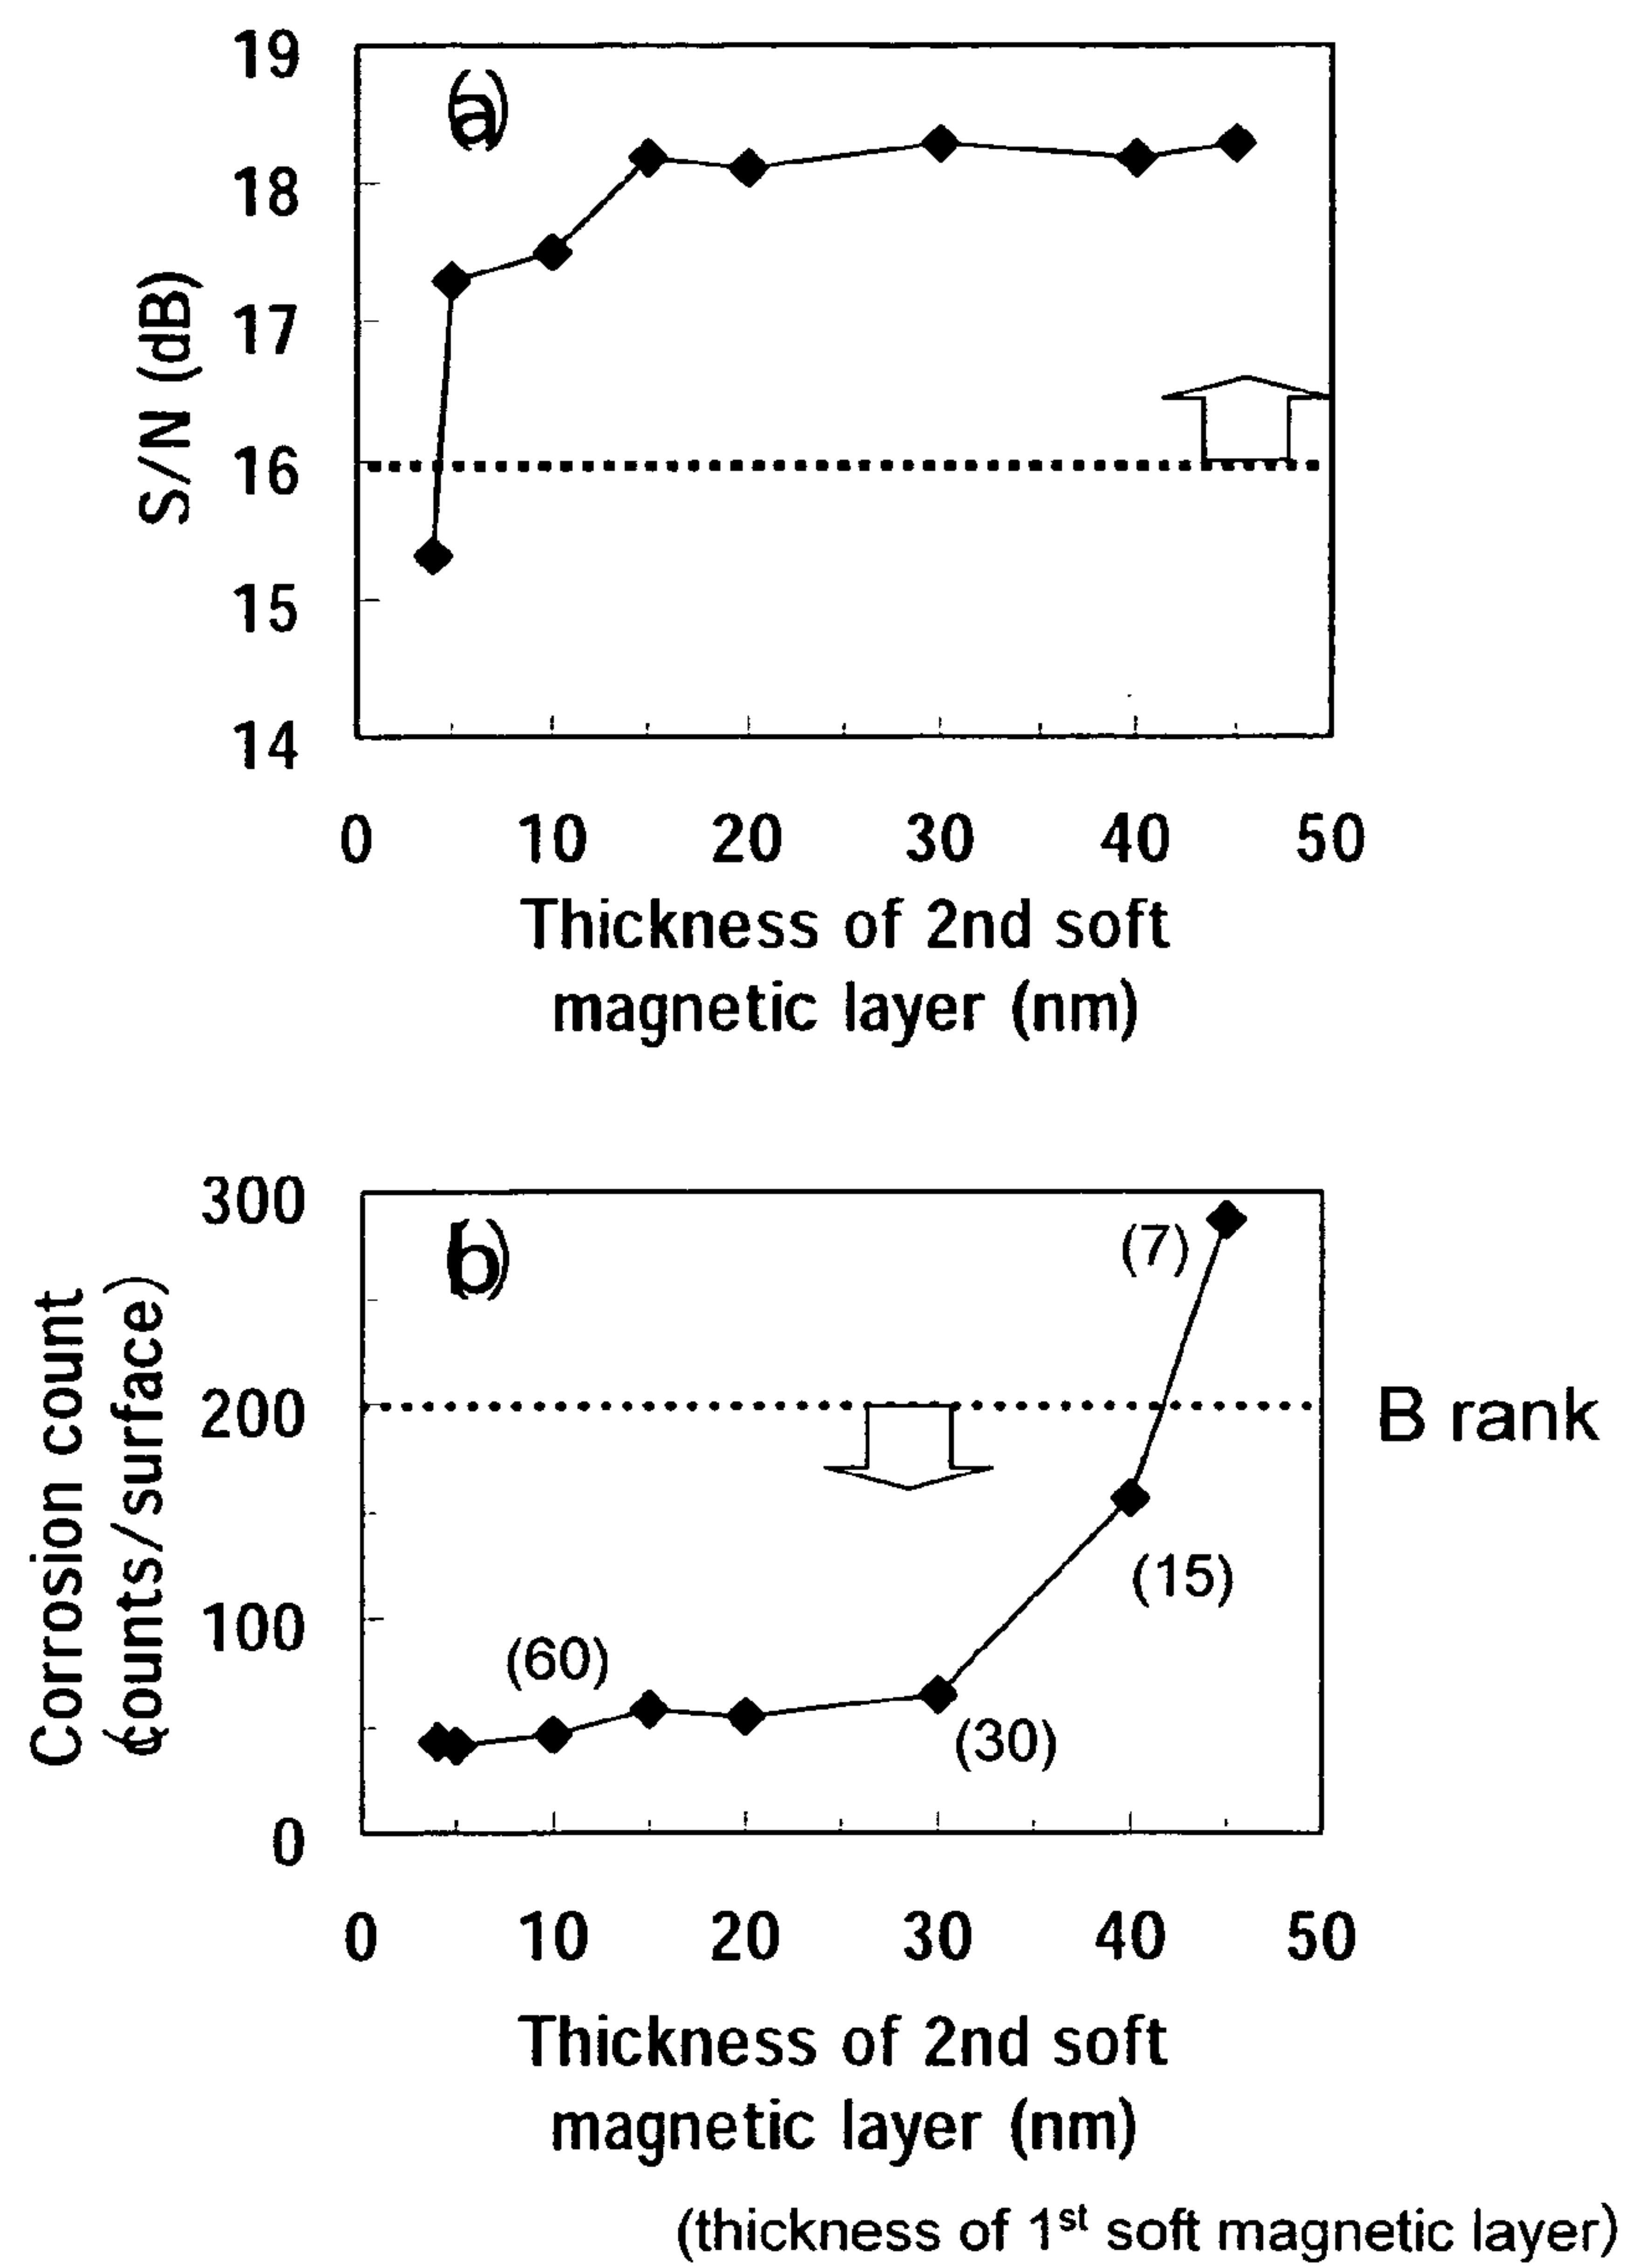 a)
19
18
17
16
15
14
S/N (dB)
0 10 20 30 40 50
Thickness of 2nd soft
magnetic layer (nm)
b)
300
200
100
0
Corrosion count
(counts/surface)
(7)
B rank
(15)
(60)
(30)
0 10 20 30 40 50
Thickness of 2nd soft
magnetic layer (nm)
(thickness of 1st soft magnetic layer)